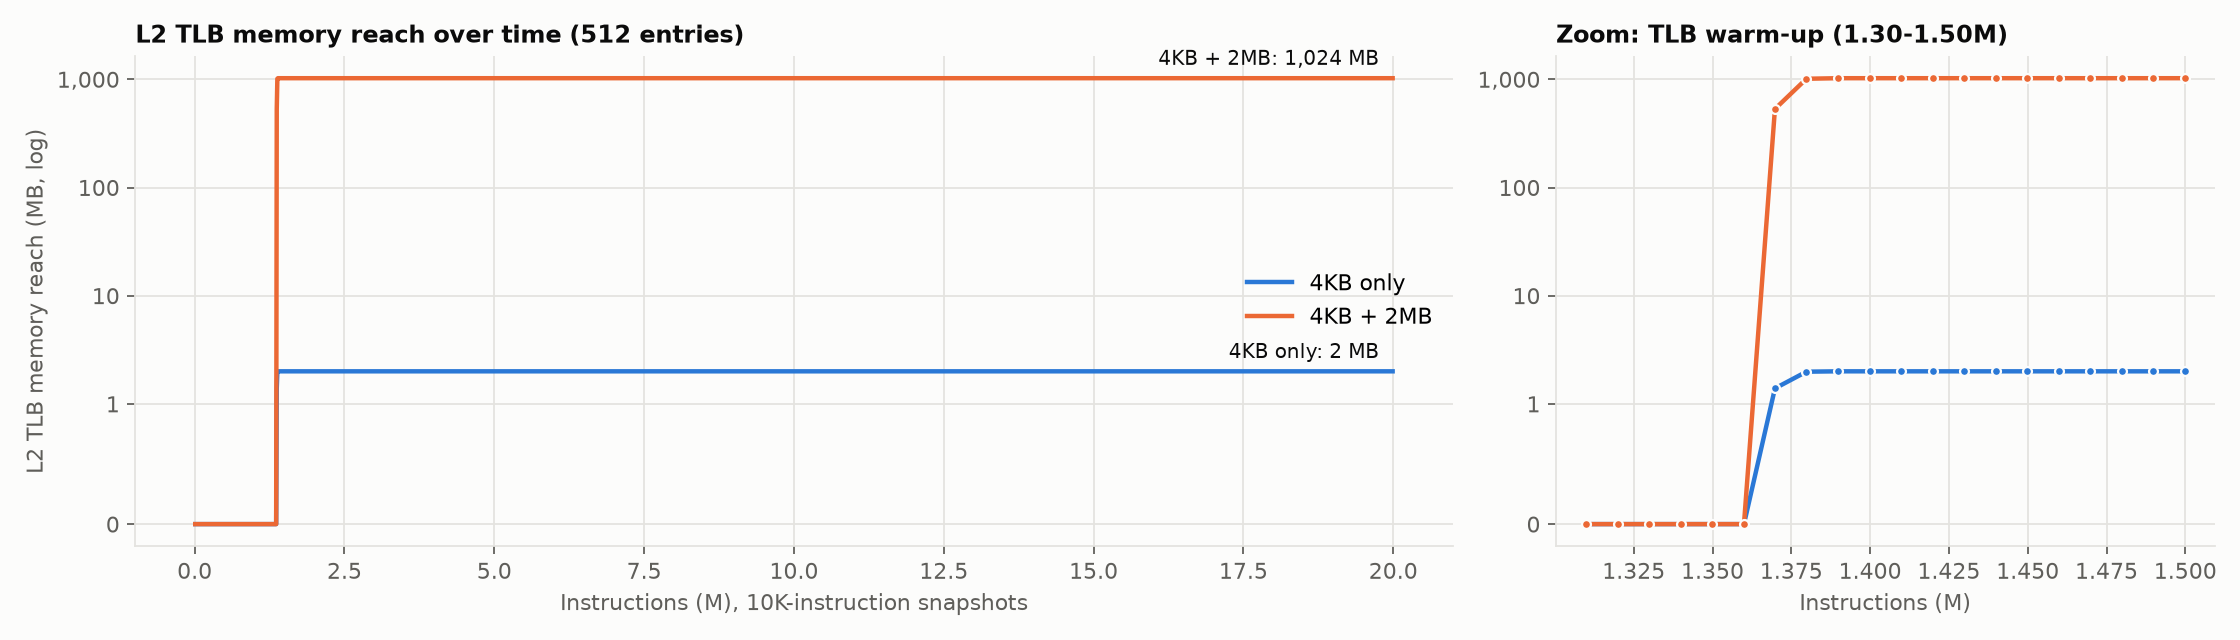 L2 TLB memory reach over time (512 entries)
L2 TLB memory reach (MB, log)
1,000
100
10
1
0
4KB + 2MB: 1,024 MB
4KB only
4KB + 2MB
4KB only: 2 MB
0.0 2.5 5.0 7.5 10.0 12.5 15.0 17.5 20.0
Instructions (M), 10K-instruction snapshots
Zoom: TLB warm-up (1.30-1.50M)
1,000
100
10
1
0
1.325 1.350 1.375 1.400 1.425 1.450 1.475 1.500
Instructions (M)